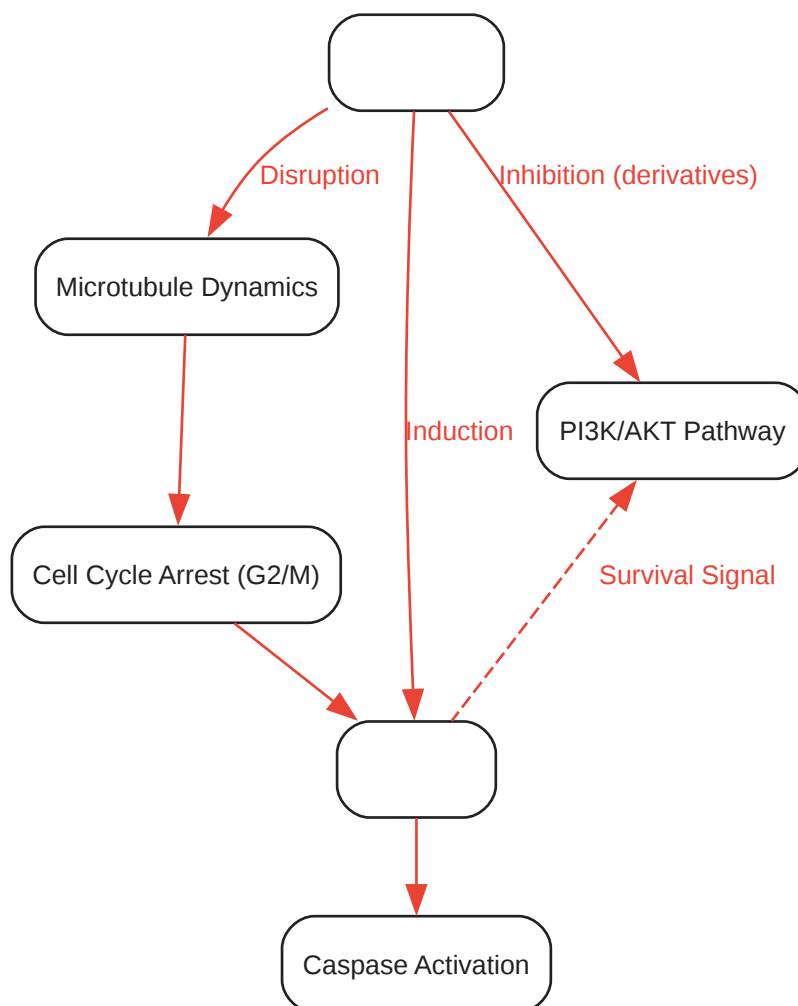 Disruption
Inhibition (derivatives)
Microtubule Dynamics
Induction
PI3K/AKT Pathway
Cell Cycle Arrest (G2/M)
Survival Signal
Caspase Activation